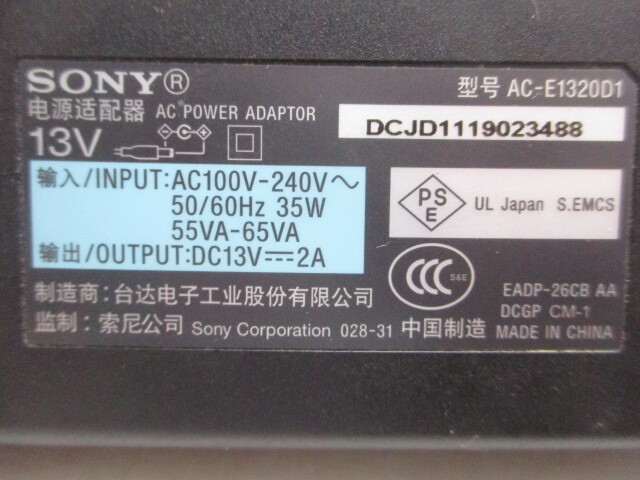 SONY®
型号 AC-E1320D1
电源适配器 AC POWER ADAPTOR
13V
DCJD1119023488
输入/INPUT:AC100V-240V～
50/60Hz 35W
55VA-65VA
输出/OUTPUT:DC13V⎓2A
PS
E
UL Japan S.EMCS
CCC S&E
制造商：台达电子工业股份有限公司
EADP-26CB AA
DCGP CM-1
监制：索尼公司 Sony Corporation 028-31 中国制造 MADE IN CHINA